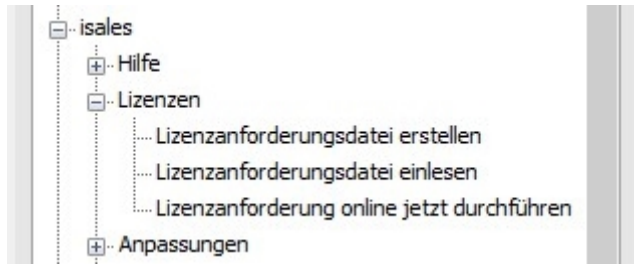 isales
Hilfe
Lizenzen
Lizenzanforderungsdatei erstellen
Lizenzanforderungsdatei einlesen
Lizenzanforderung online jetzt durchführen
Anpassungen